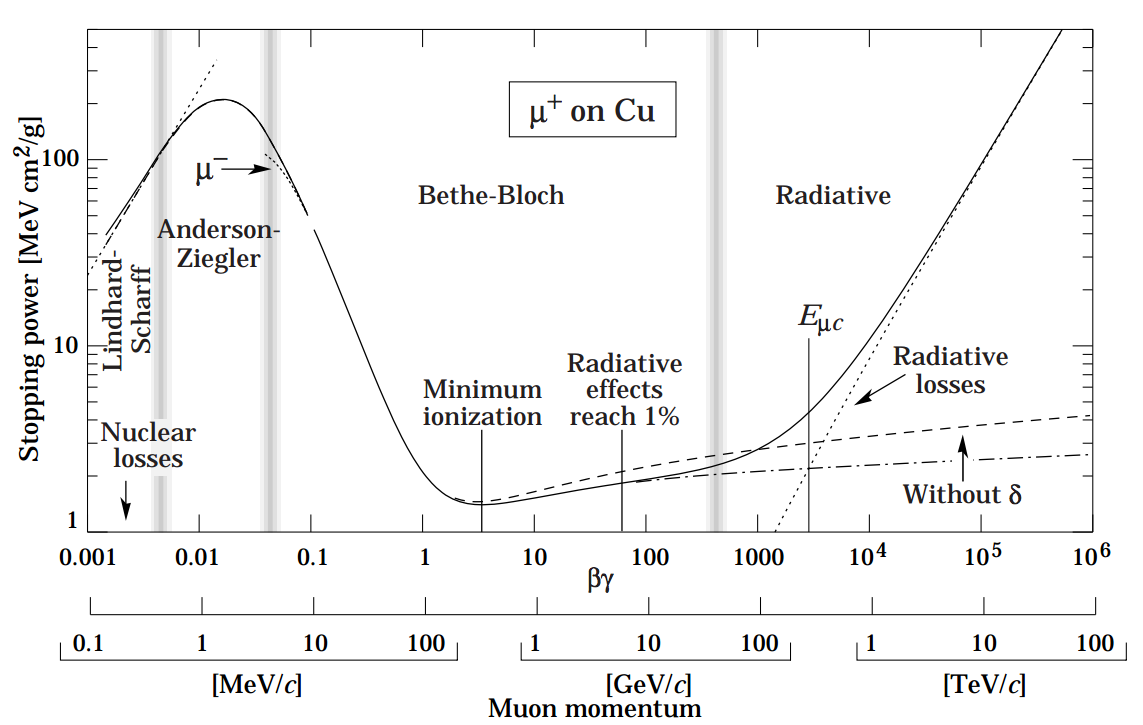 μ⁺ on Cu
Stopping power [MeV cm²/g]
100
10
1
μ⁻
Bethe-Bloch
Radiative
Anderson-
Ziegler
Lindhard-
Scharff
Eμc
Radiative
losses
Radiative
effects
reach 1%
Minimum
ionization
Nuclear
losses
Without δ
0.001
0.01
0.1
1
10
100
1000
10⁴
10⁵
10⁶
βγ
0.1
1
10
100
1
10
100
1
10
100
[MeV/c]
[GeV/c]
[TeV/c]
Muon momentum